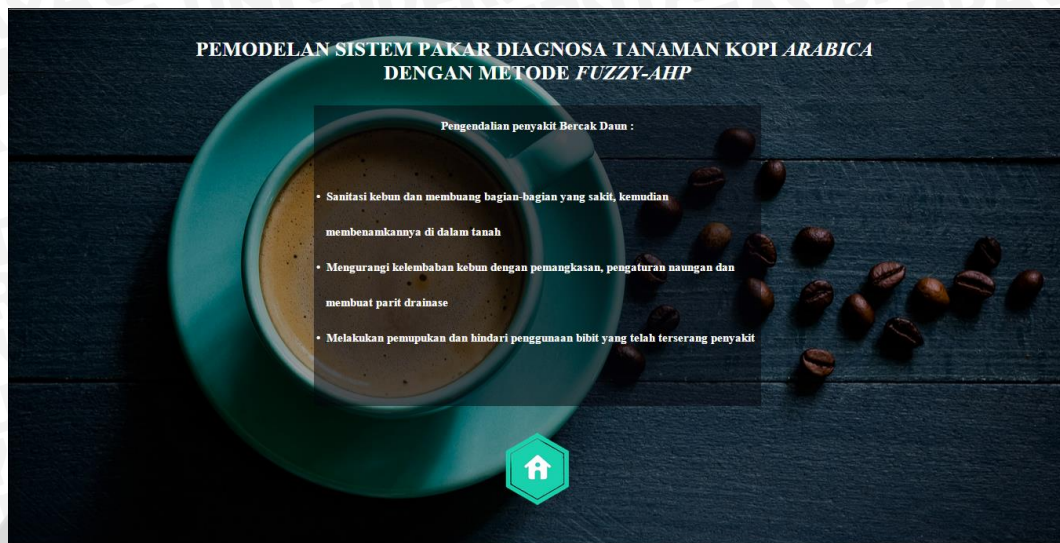 PEMODELAN SISTEM PAKAR DIAGNOSA TANAMAN KOPI ARABICA
DENGAN METODE FUZZY-AHP
Pengendalian penyakit Bercak Daun :
• Sanitasi kebun dan membuang bagian-bagian yang sakit, kemudian
membenamkannya di dalam tanah
• Mengurangi kelembaban kebun dengan pemangkasan, pengaturan naungan dan
membuat parit drainase
• Melakukan pemupukan dan hindari penggunaan bibit yang telah terserang penyakit